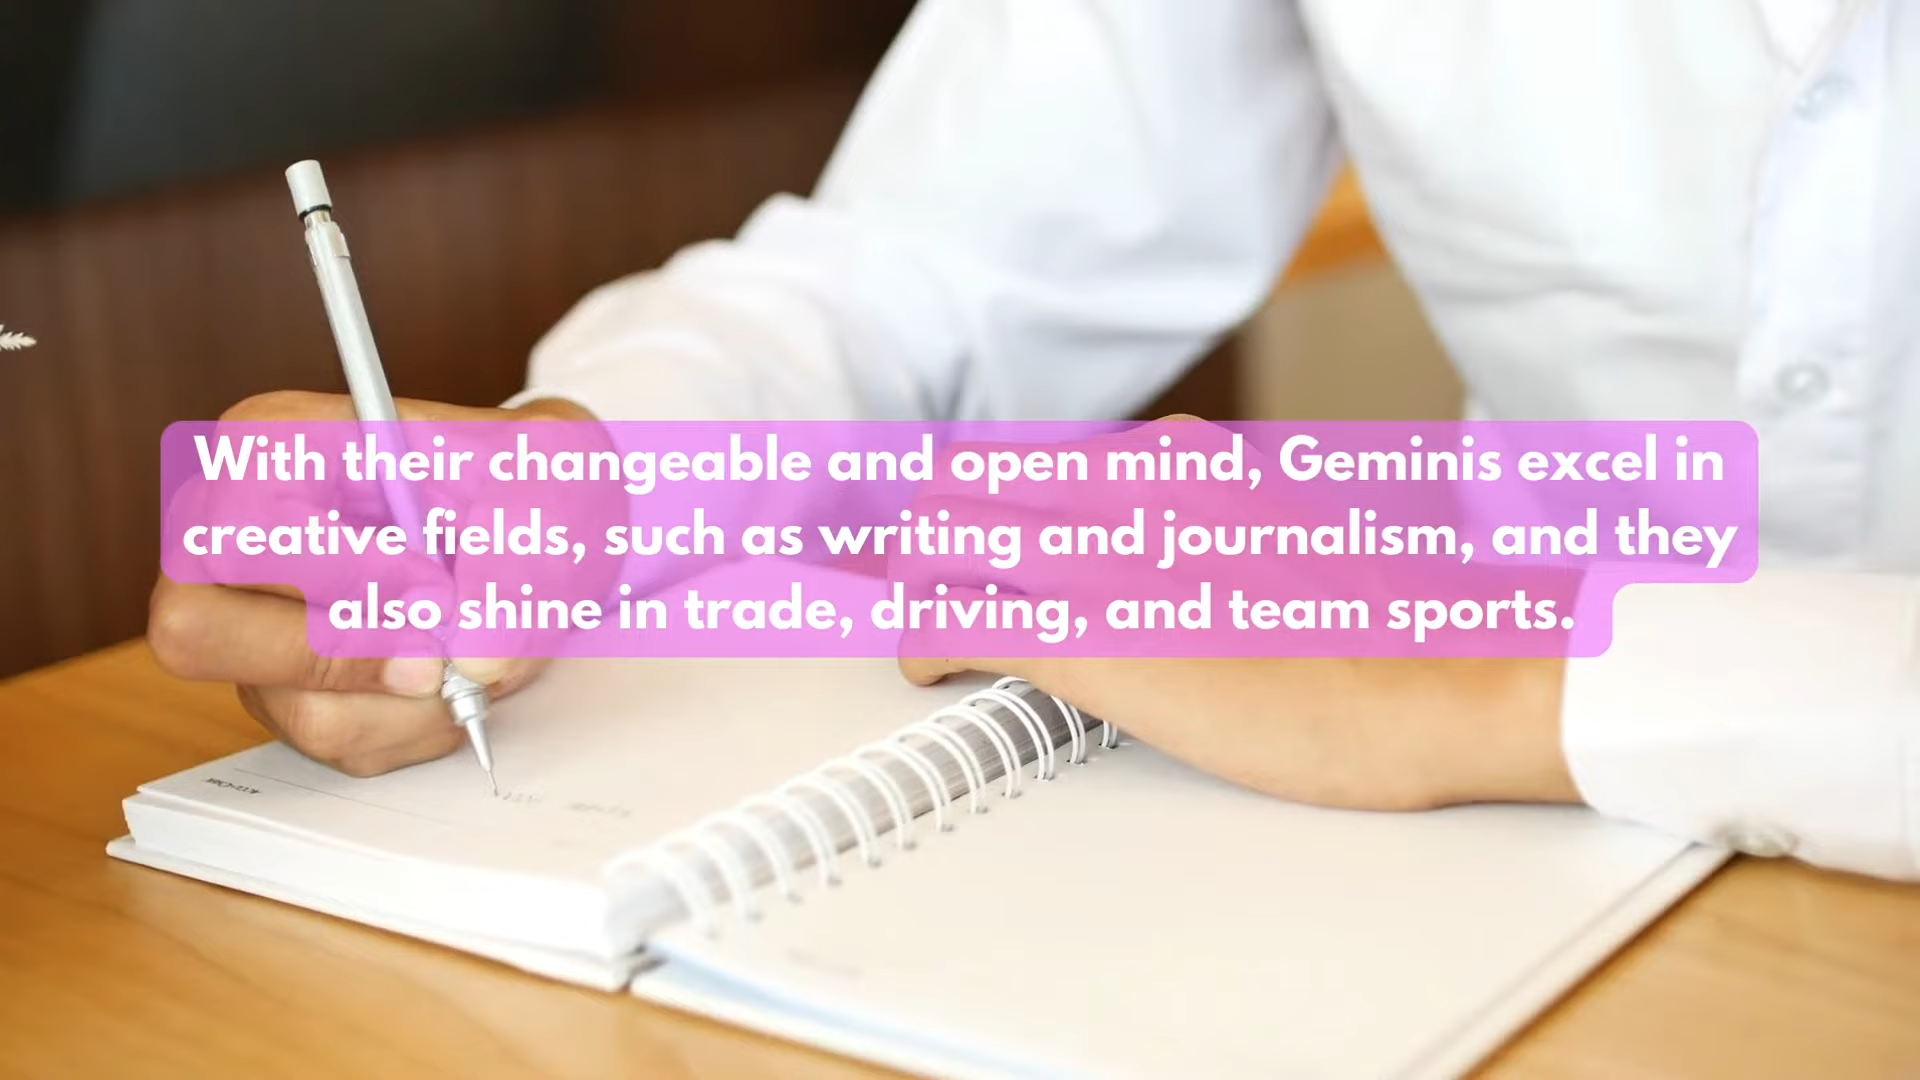 With their changeable and open mind, Geminis excel in
creative fields, such as writing and journalism, and they
also shine in trade, driving, and team sports.